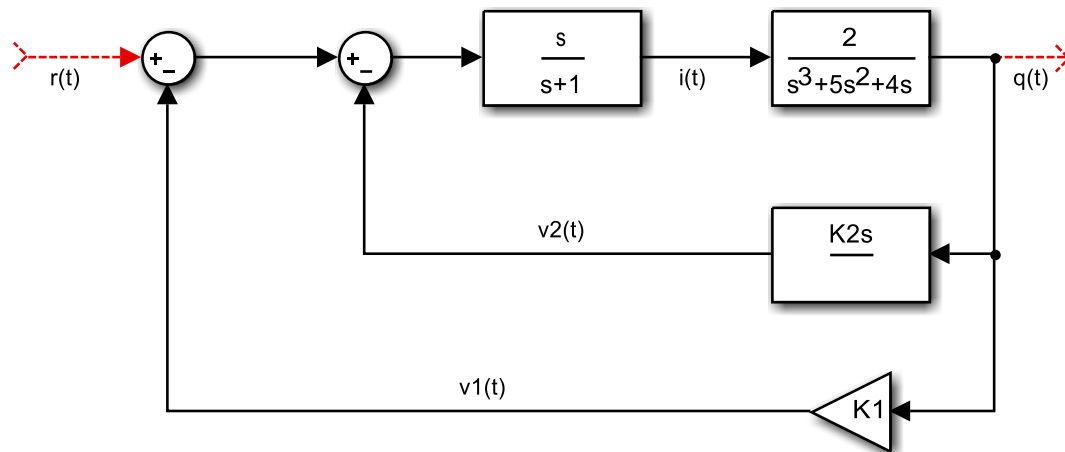 s
s+1
2
s³+5s²+4s
+
−
+
−
r(t)
i(t)
q(t)
v2(t)
K2s
v1(t)
K1